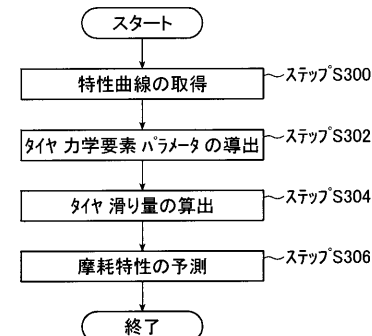 スタート
特性曲線の取得
ステップS300
タイヤ 力学要素 パラメータ の導出
ステップS302
タイヤ 滑り量の算出
ステップS304
摩耗特性の予測
ステップS306
終了